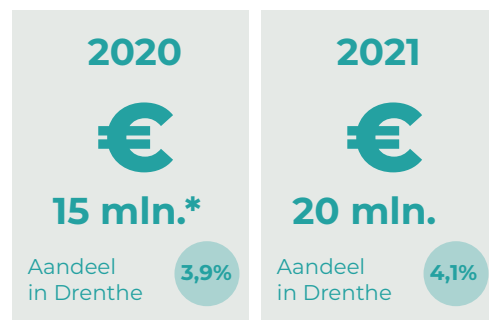 2020
€
15 mln.*
Aandeel
in Drenthe
3,9%
2021
€
20 mln.
Aandeel
in Drenthe
4,1%